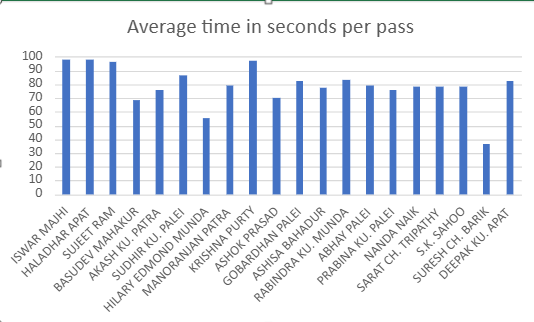 Average time in seconds per pass
100
90
80
70
60
50
40
30
20
10
0
ISWAR MAJHI
HALADHAR APAT
SUJEET RAM
BASUDEV MAHAKUR
AKASH KU. PATRA
SUDHIR KU. PALEI
HILARY EDMOND MUNDA
MANORANJAN PATRA
KRISHNA PURTY
ASHOK PRASAD
GOBARDHAN PALEI
ASHISA BAHADUR
RABINDRA KU. MUNDA
ABHAY PALEI
PRABINA KU. PALEI
NANDA NAIK
SARAT CH. TRIPATHY
S.K. SAHOO
SURESH CH. BARIK
DEEPAK KU. APAT